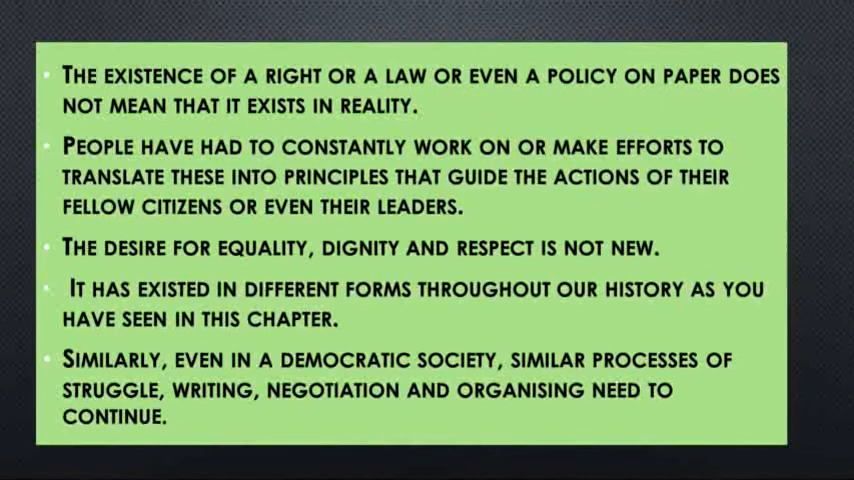 • The existence of a right or a law or even a policy on paper does
not mean that it exists in reality.
• People have had to constantly work on or make efforts to
translate these into principles that guide the actions of their
fellow citizens or even their leaders.
• The desire for equality, dignity and respect is not new.
• It has existed in different forms throughout our history as you
have seen in this chapter.
• Similarly, even in a democratic society, similar processes of
struggle, writing, negotiation and organising need to
continue.